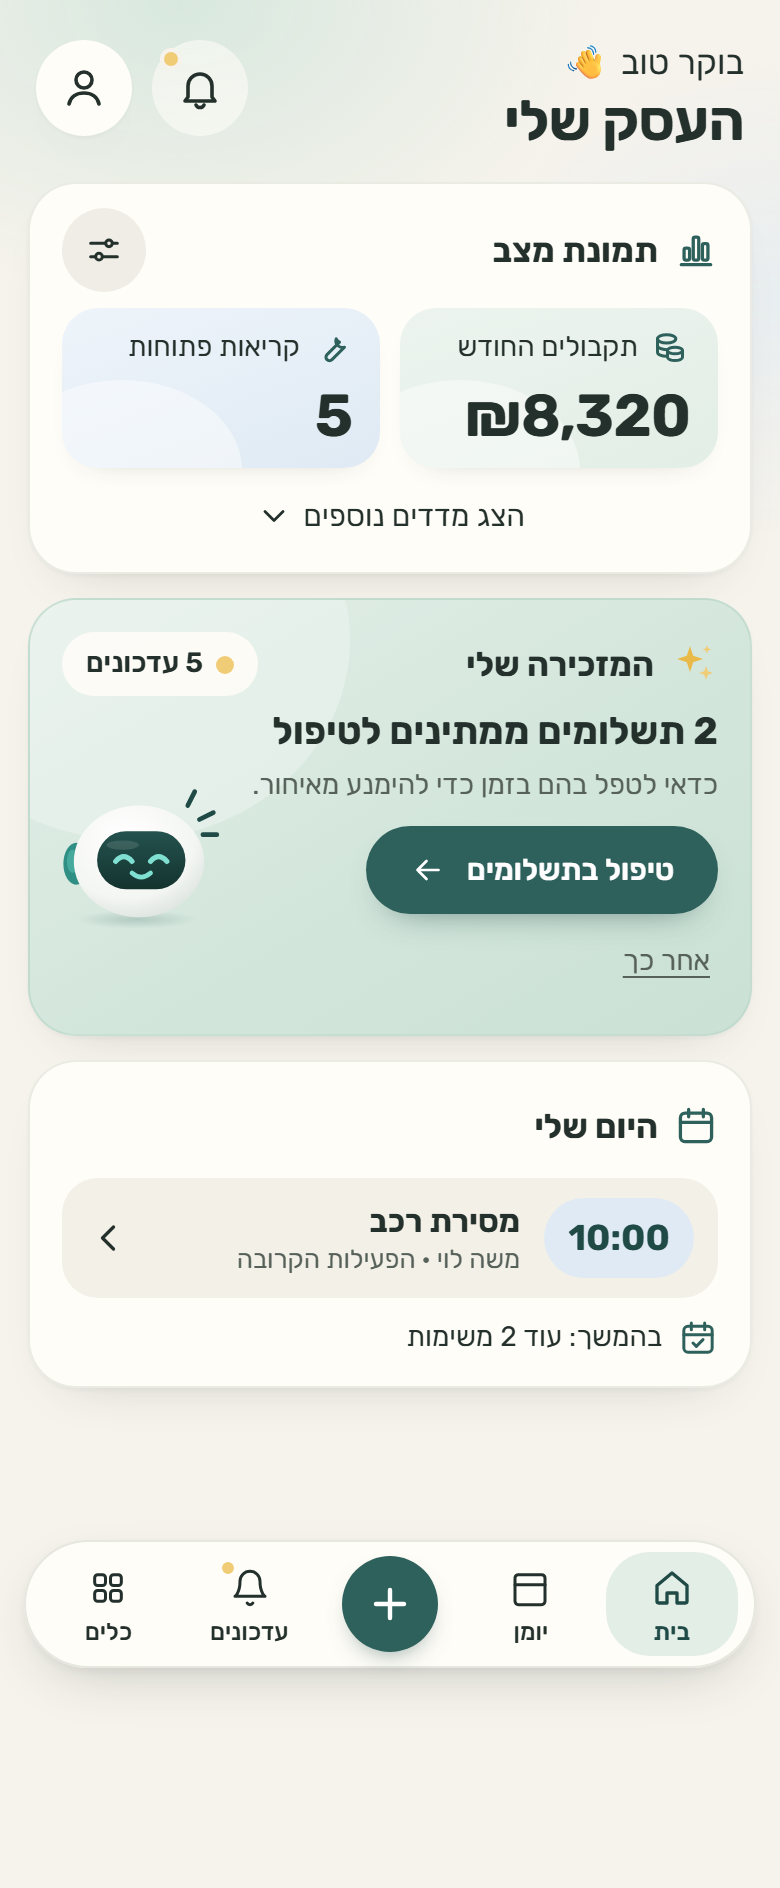 בוקר טוב 👋
העסק שלי
תמונת מצב
תקבולים החודש
₪8,320
קריאות פתוחות
5
הצג מדדים נוספים
המזכירה שלי
5 עדכונים
2 תשלומים ממתינים לטיפול
כדאי לטפל בהם בזמן כדי להימנע מאיחור.
טיפול בתשלומים
אחר כך
היום שלי
10:00
מסירת רכב
משה לוי • הפעילות הקרובה
בהמשך: עוד 2 משימות
בית
יומן
עדכונים
כלים